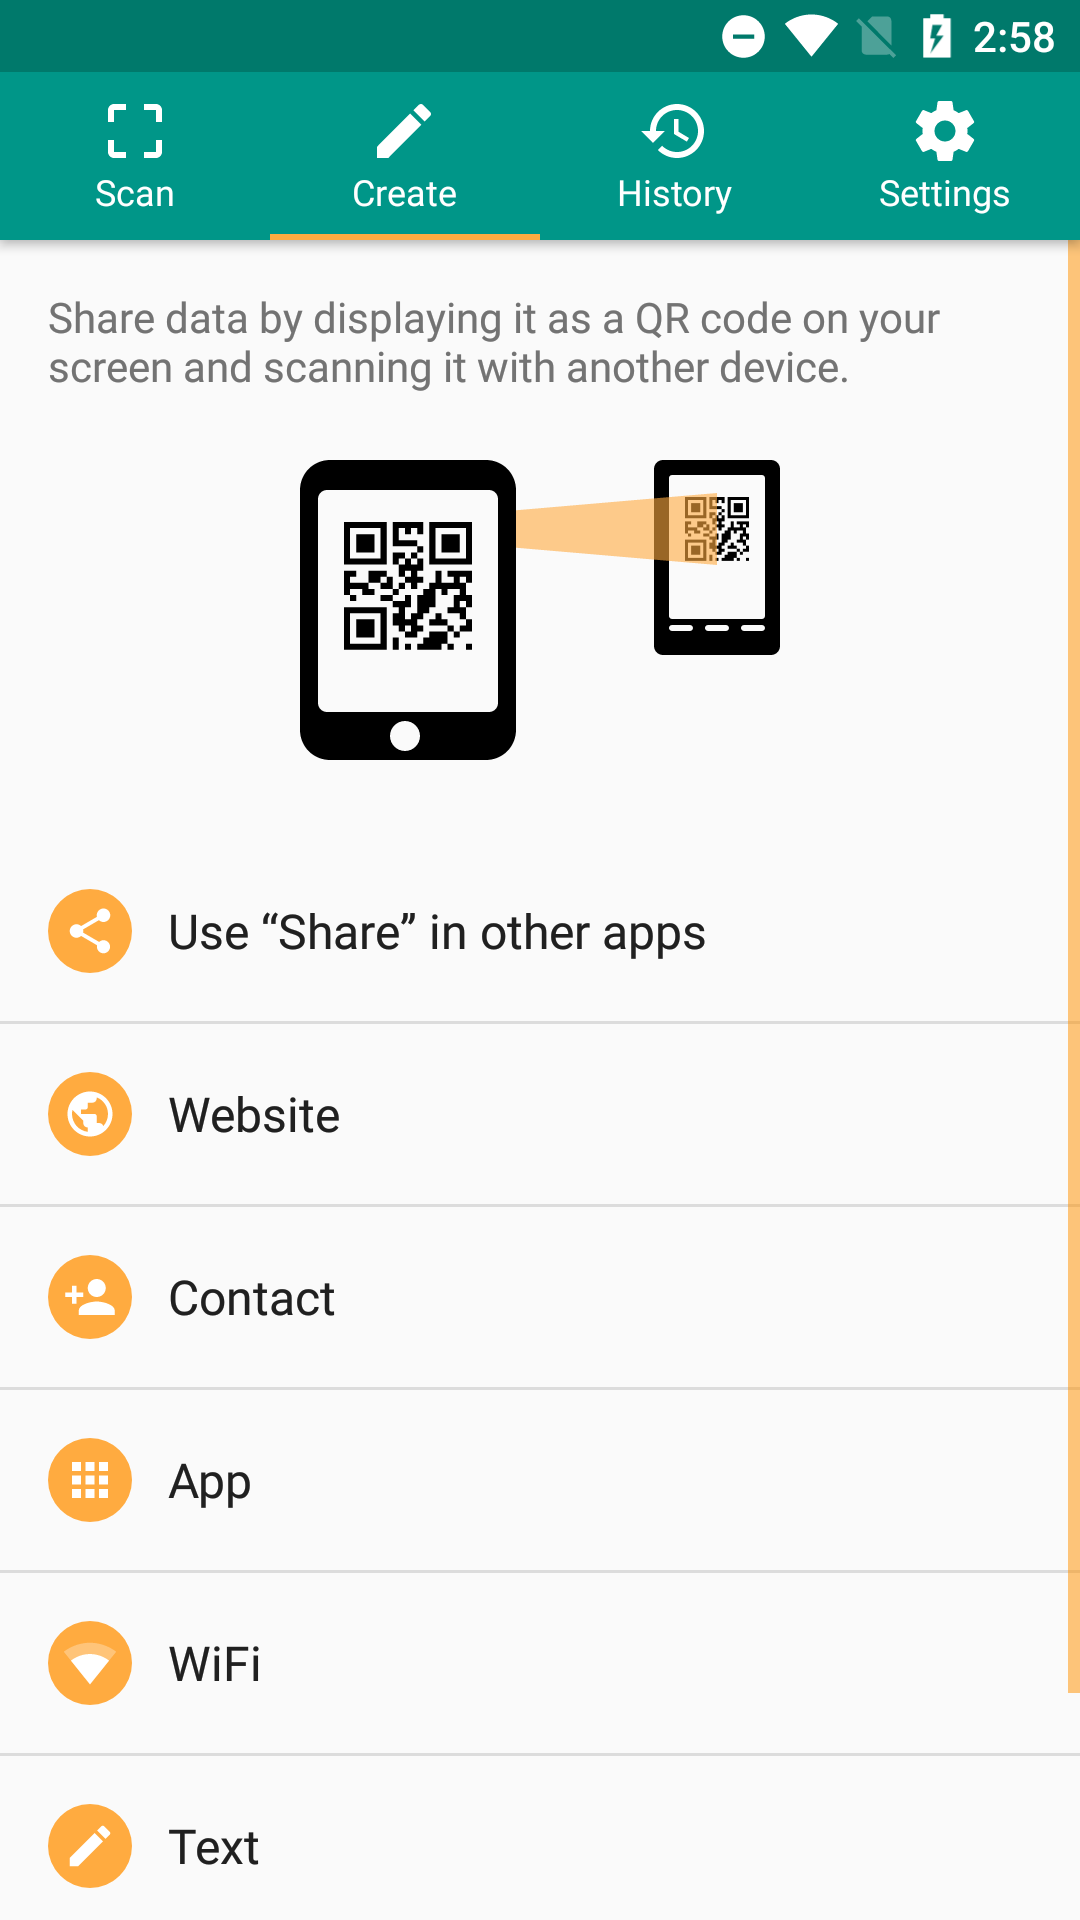 2:58
Scan
Create
History
Settings
Share data by displaying it as a QR code on your
screen and scanning it with another device.
Use “Share” in other apps
Website
Contact
App
WiFi
Text